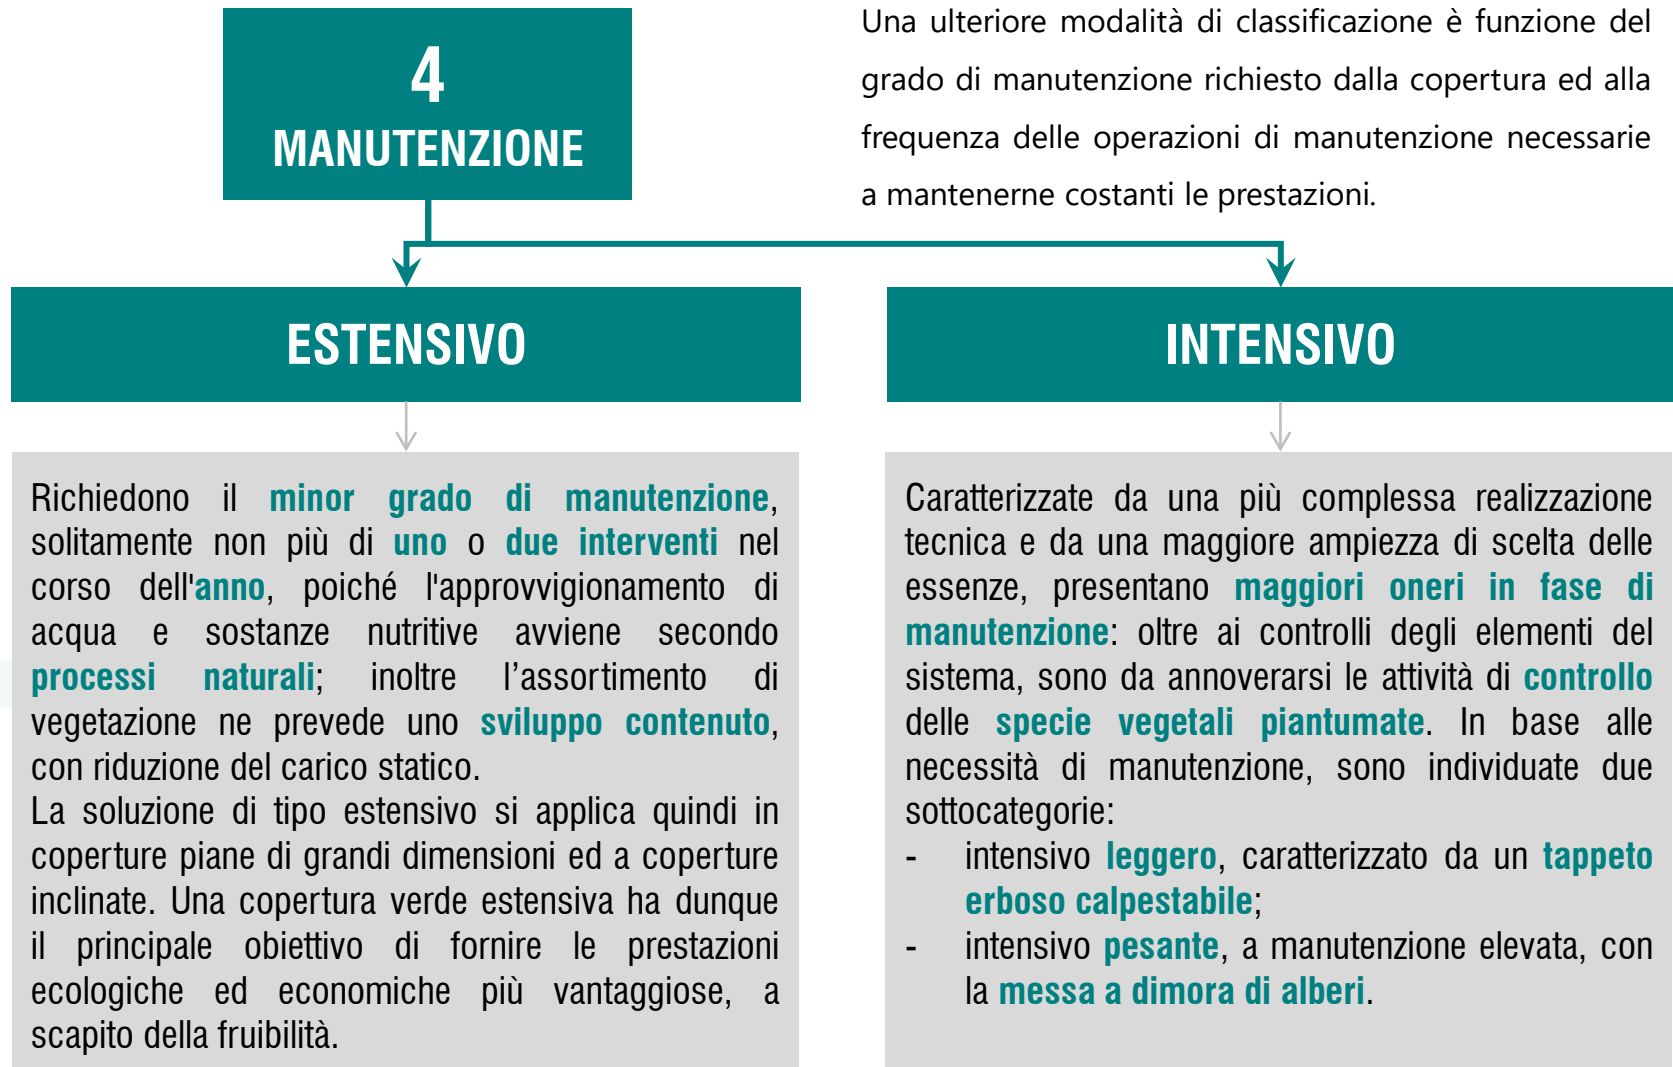 4
MANUTENZIONE
Una ulteriore modalità di classificazione è funzione del
grado di manutenzione richiesto dalla copertura ed alla
frequenza delle operazioni di manutenzione necessarie
a mantenerne costanti le prestazioni.
ESTENSIVO
Richiedono il minor grado di manutenzione,
solitamente non più di uno o due interventi nel
corso dell'anno, poiché l'approvvigionamento di
acqua e sostanze nutritive avviene secondo
processi naturali; inoltre l’assortimento di
vegetazione ne prevede uno sviluppo contenuto,
con riduzione del carico statico.
La soluzione di tipo estensivo si applica quindi in
coperture piane di grandi dimensioni ed a coperture
inclinate. Una copertura verde estensiva ha dunque
il principale obiettivo di fornire le prestazioni
ecologiche ed economiche più vantaggiose, a
scapito della fruibilità.
INTENSIVO
Caratterizzate da una più complessa realizzazione
tecnica e da una maggiore ampiezza di scelta delle
essenze, presentano maggiori oneri in fase di
manutenzione: oltre ai controlli degli elementi del
sistema, sono da annoverarsi le attività di controllo
delle specie vegetali piantumate. In base alle
necessità di manutenzione, sono individuate due
sottocategorie:
- intensivo leggero, caratterizzato da un tappeto
erboso calpestabile;
- intensivo pesante, a manutenzione elevata, con
la messa a dimora di alberi.